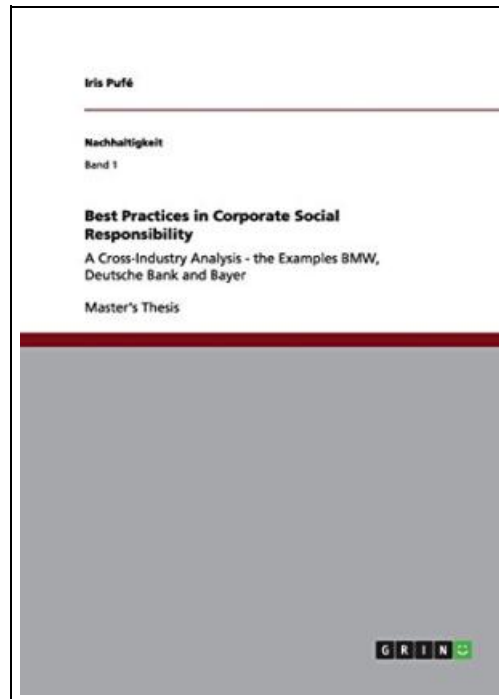 Iris Pufé
Nachhaltigkeit
Band 1
Best Practices in Corporate Social
Responsibility
A Cross-Industry Analysis - the Examples BMW,
Deutsche Bank and Bayer
Master's Thesis
GRIN